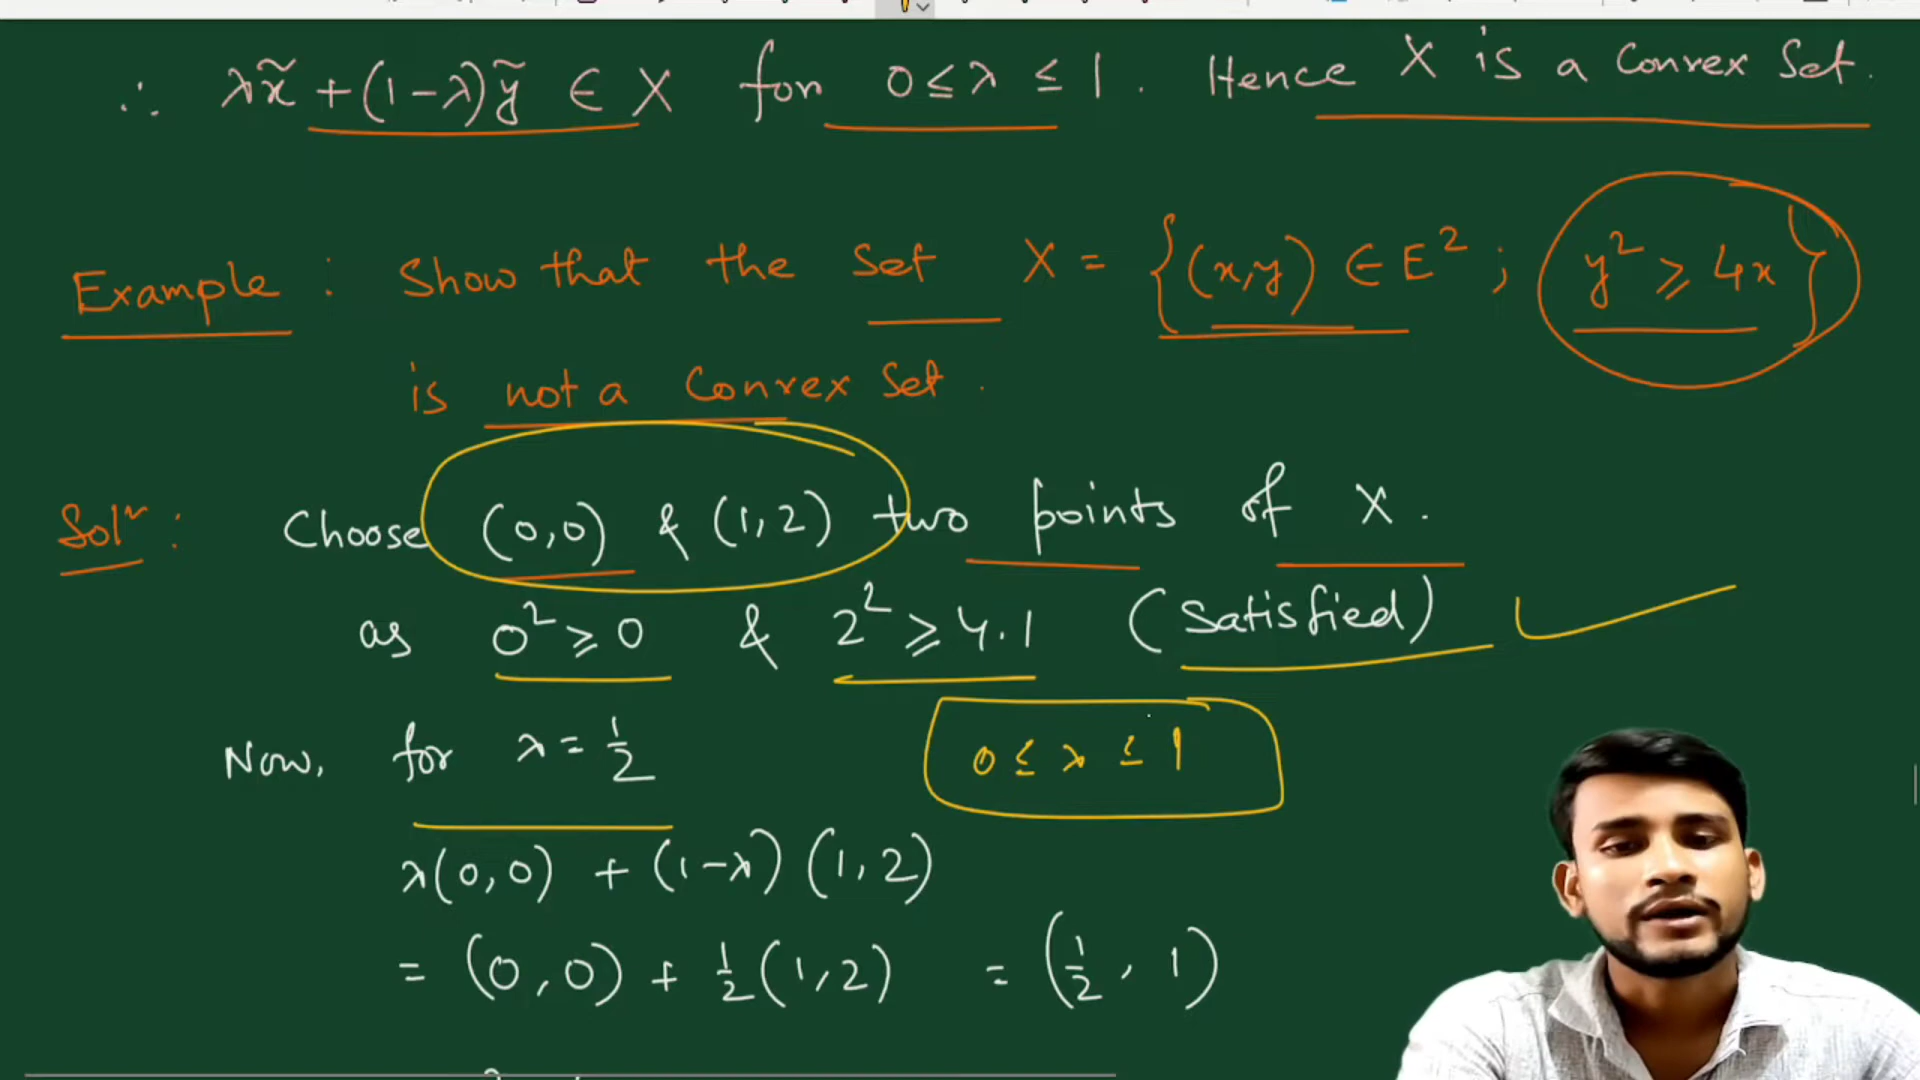 ∴ λx̃ + (1-λ)ỹ ∈ X for 0 ≤ λ ≤ 1. Hence X is a Convex Set.
Example : Show that the Set X = {(x,y) ∈ E² ; y² ⩾ 4x}
is not a Convex Set.
Solⁿ : Choose (0,0) & (1,2) two points of X.
as 0² ⩾ 0 & 2² ⩾ 4.1 (Satisfied)
Now, for λ = 1/2 0 ≤ λ ≤ 1
λ(0,0) + (1-λ) (1,2)
= (0,0) + 1/2 (1,2) = (1/2, 1)